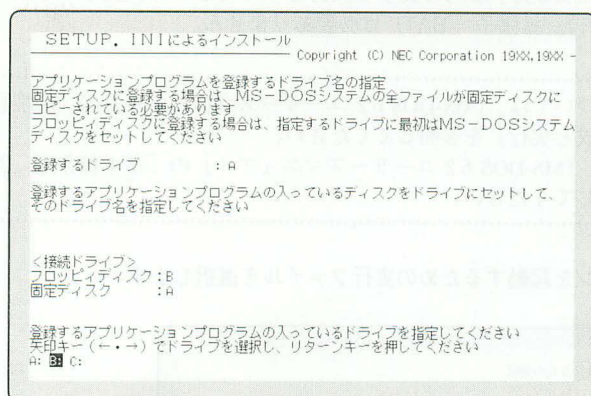 SETUP．INIによるインストール
Copyright (C) NEC Corporation 19XX,19XX -
アプリケーションプログラムを登録するドライブ名の指定
固定ディスクに登録する場合は、MS－DOSシステムの全ファイルが固定ディスクに
コピーされている必要があります
フロッピィディスクに登録する場合は、指定するドライブに最初はMS－DOSシステム
ディスクをセットしてください
登録するドライブ ：A
登録するアプリケーションプログラムの入っているディスクをドライブにセットして、
そのドライブ名を指定してください
＜接続ドライブ＞
フロッピィディスク：B
固定ディスク ：A
登録するアプリケーションプログラムの入っているドライブを指定してください
矢印キー（←・→）でドライブを選択し、リターンキーを押してください
A: B: C: